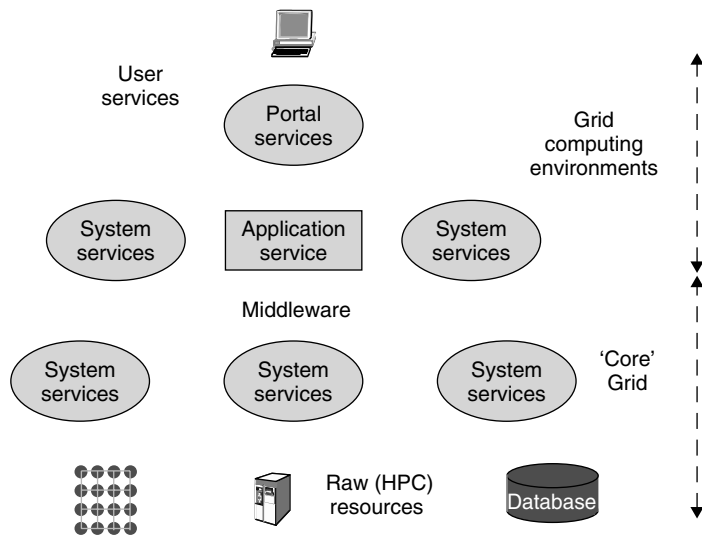 User
services
Portal
services
Grid
computing
environments
System
services
Application
service
System
services
Middleware
System
services
System
services
System
services
‘Core’
Grid
Raw (HPC)
resources
Database